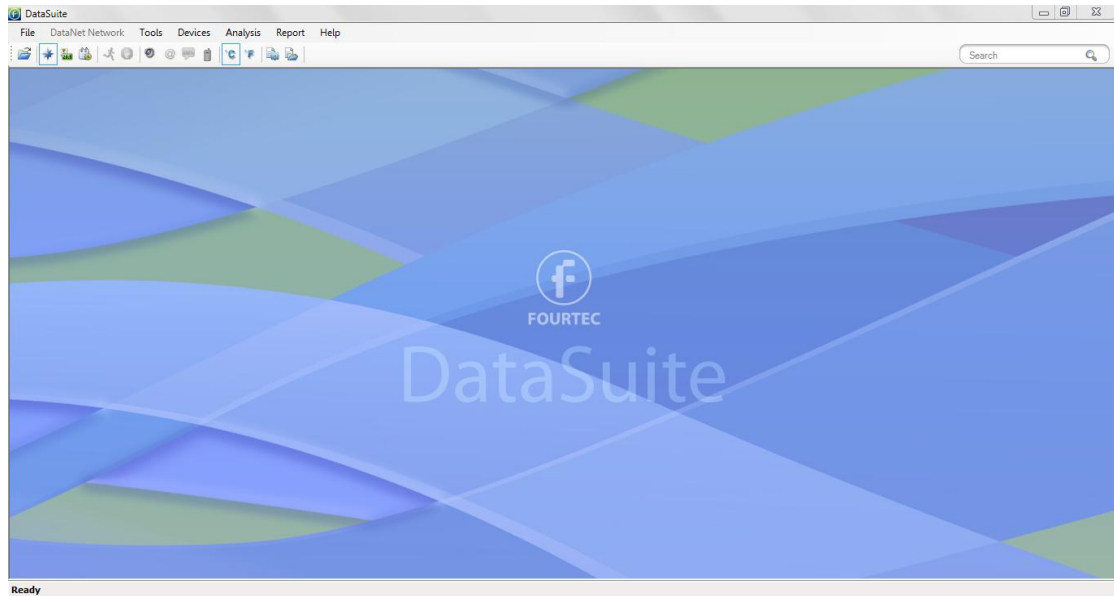 DataSuite
File DataNet Network Tools Devices Analysis Report Help
°C °F Search
FOURTEC
DataSuite
Ready